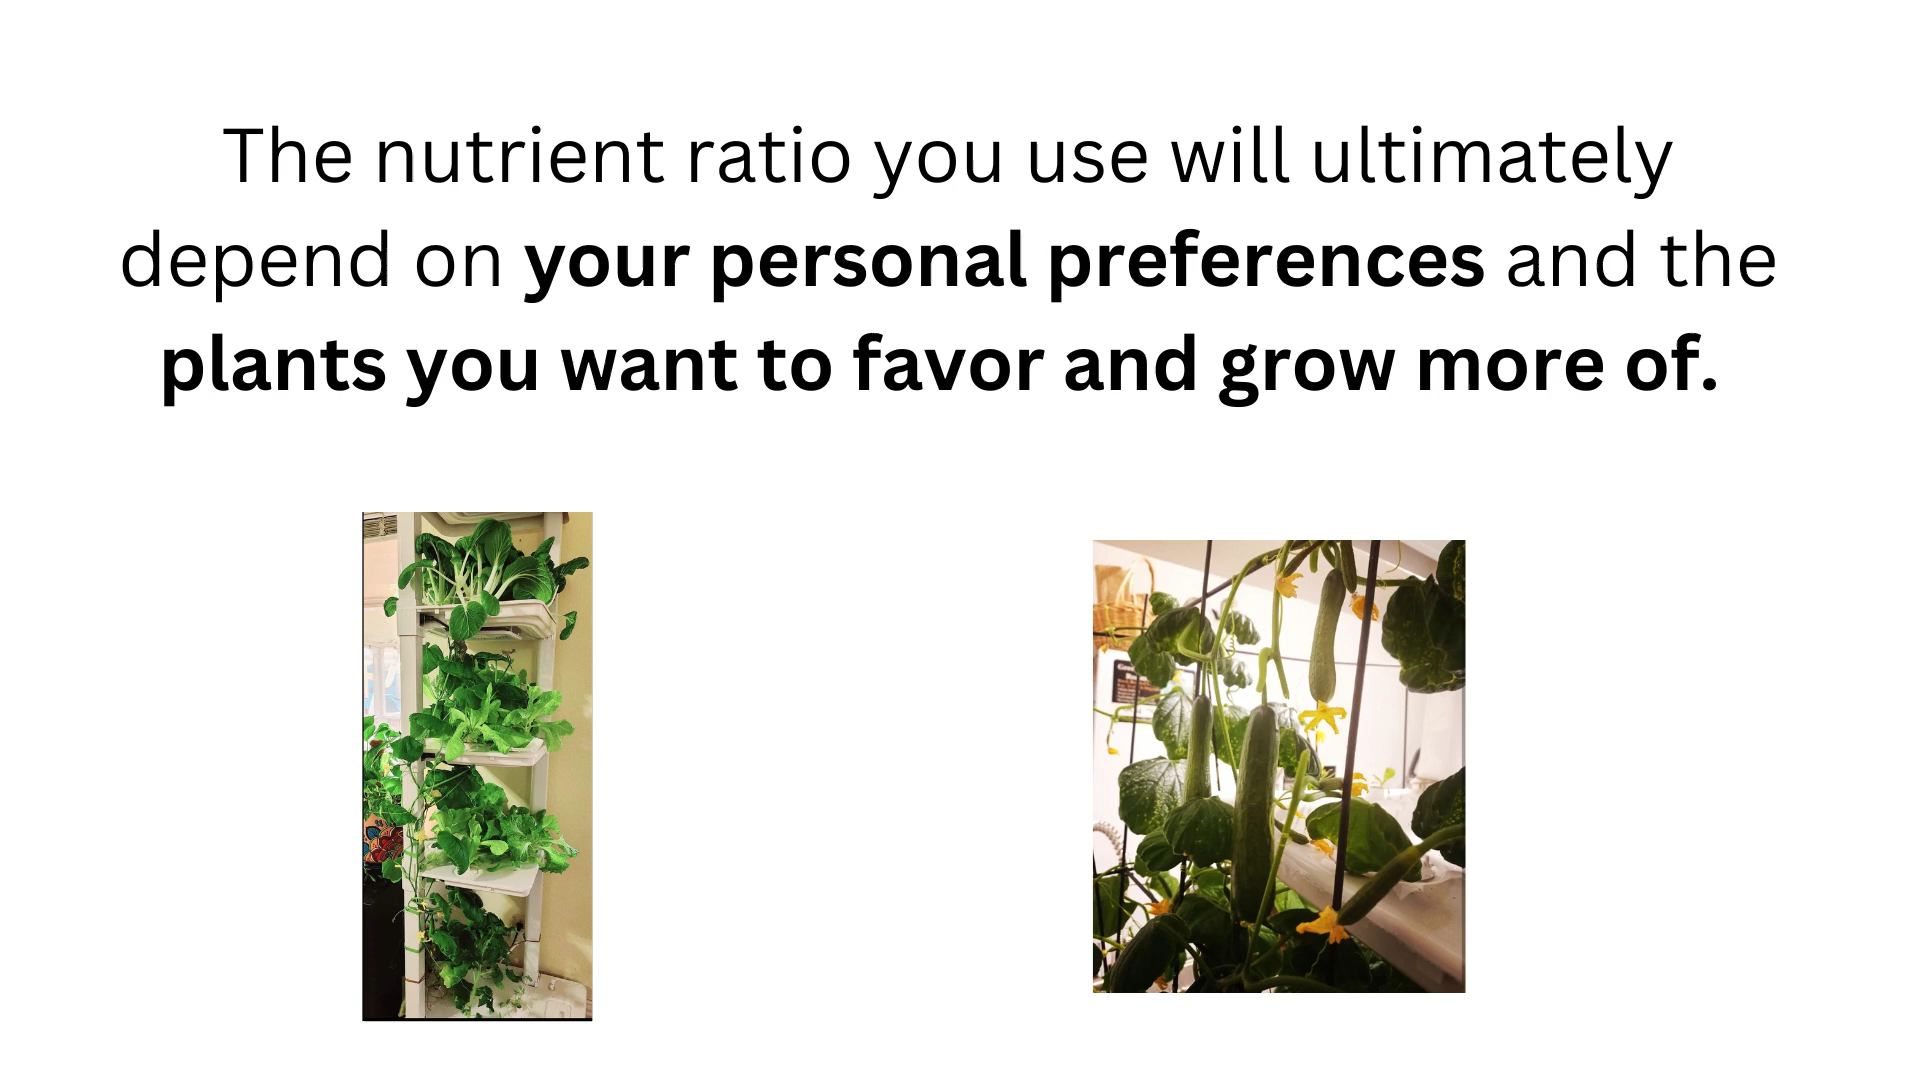 The nutrient ratio you use will ultimately
depend on your personal preferences and the
plants you want to favor and grow more of.